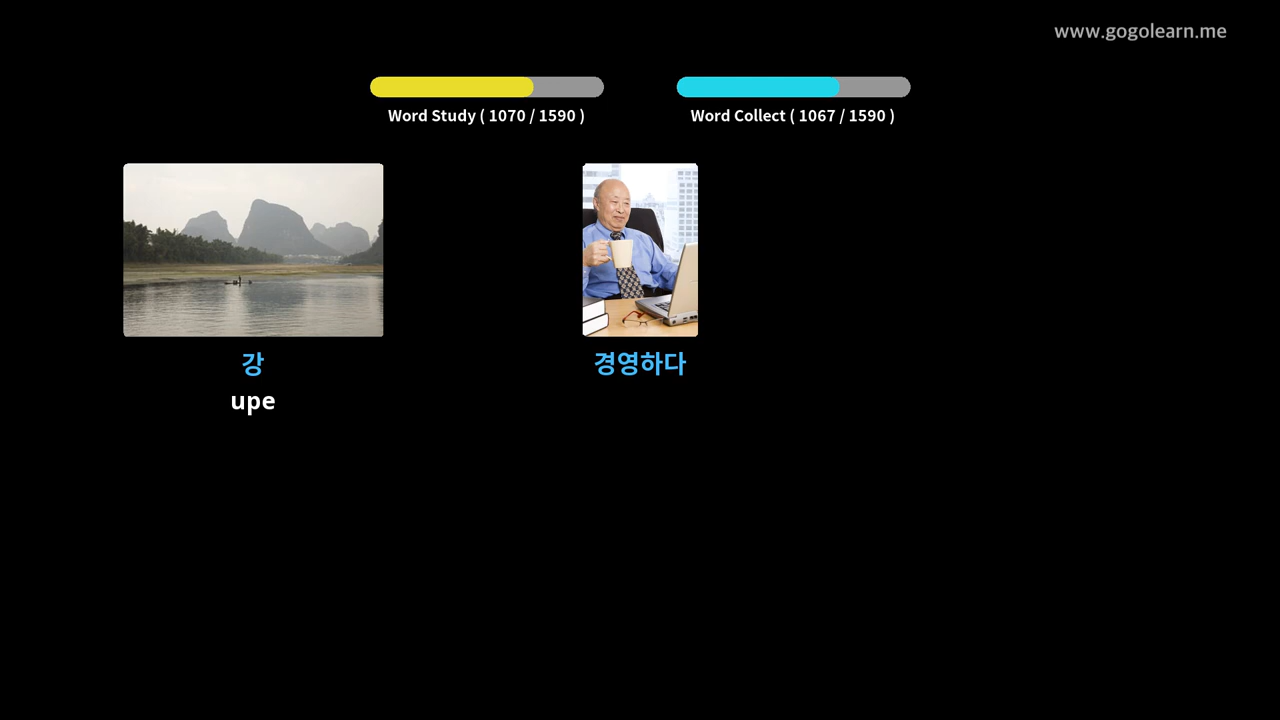 www.gogolearn.me
Word Study ( 1070 / 1590 )
Word Collect ( 1067 / 1590 )
강
upe
경영하다